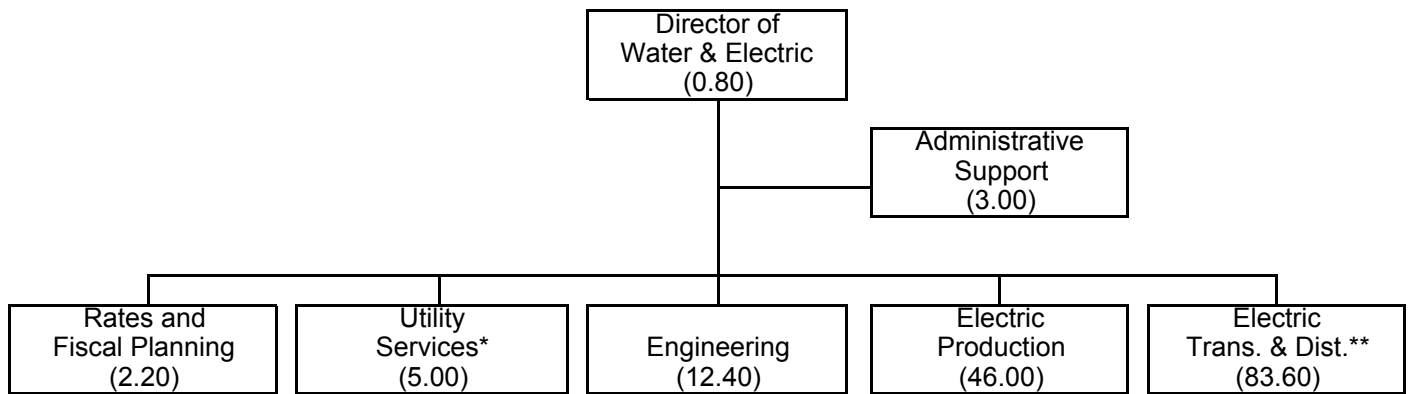 Director of
Water & Electric
(0.80)
Administrative
Support
(3.00)
Rates and
Fiscal Planning
(2.20)
Utility
Services*
(5.00)
Engineering
(12.40)
Electric
Production
(46.00)
Electric
Trans. & Dist.**
(83.60)